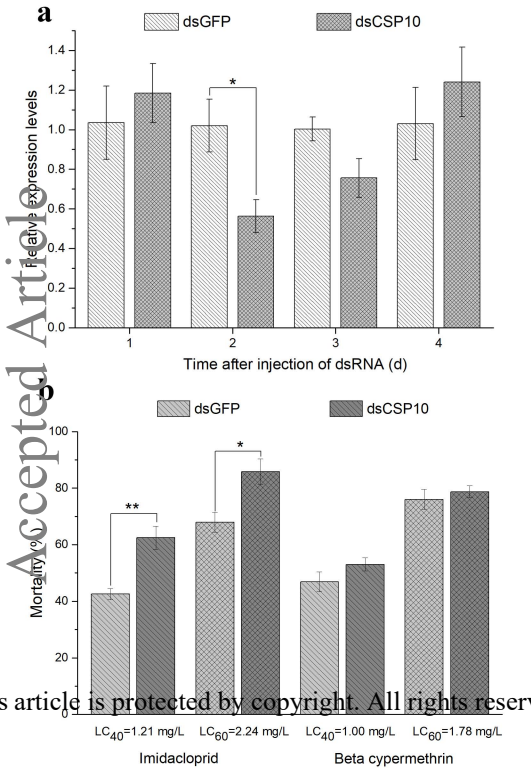 a
dsGFP dsCSP10
Relative expression levels
1.4
1.2
1.0
0.8
0.6
0.4
0.2
0.0
*
1 2 3 4
Time after injection of dsRNA (d)
b
dsGFP dsCSP10
Mortality (%)
100
80
60
40
20
0
**
*
LC40=1.21 mg/L LC60=2.24 mg/L LC40=1.00 mg/L LC60=1.78 mg/L
Imidacloprid Beta cypermethrin
Accepted Article
s article is protected by copyright. All rights reserv